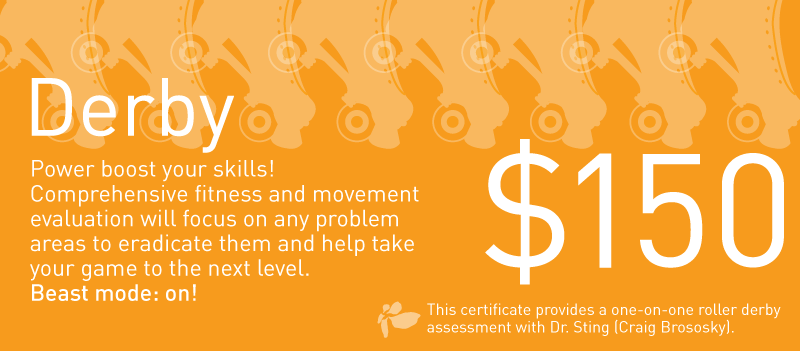 Derby
Power boost your skills!
Comprehensive fitness and movement
evaluation will focus on any problem
areas to eradicate them and help take
your game to the next level.
Beast mode: on!
$150
This certificate provides a one-on-one roller derby
assessment with Dr. Sting (Craig Brososky).